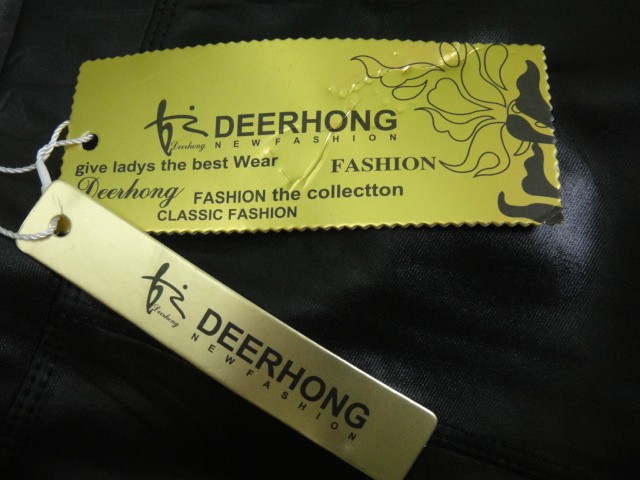 Deerhong
DEERHONG
NEW FASHION
give ladys the best Wear
FASHION
Deerhong FASHION the collectton
CLASSIC FASHION
Deerhong
DEERHONG
NEW FASHION